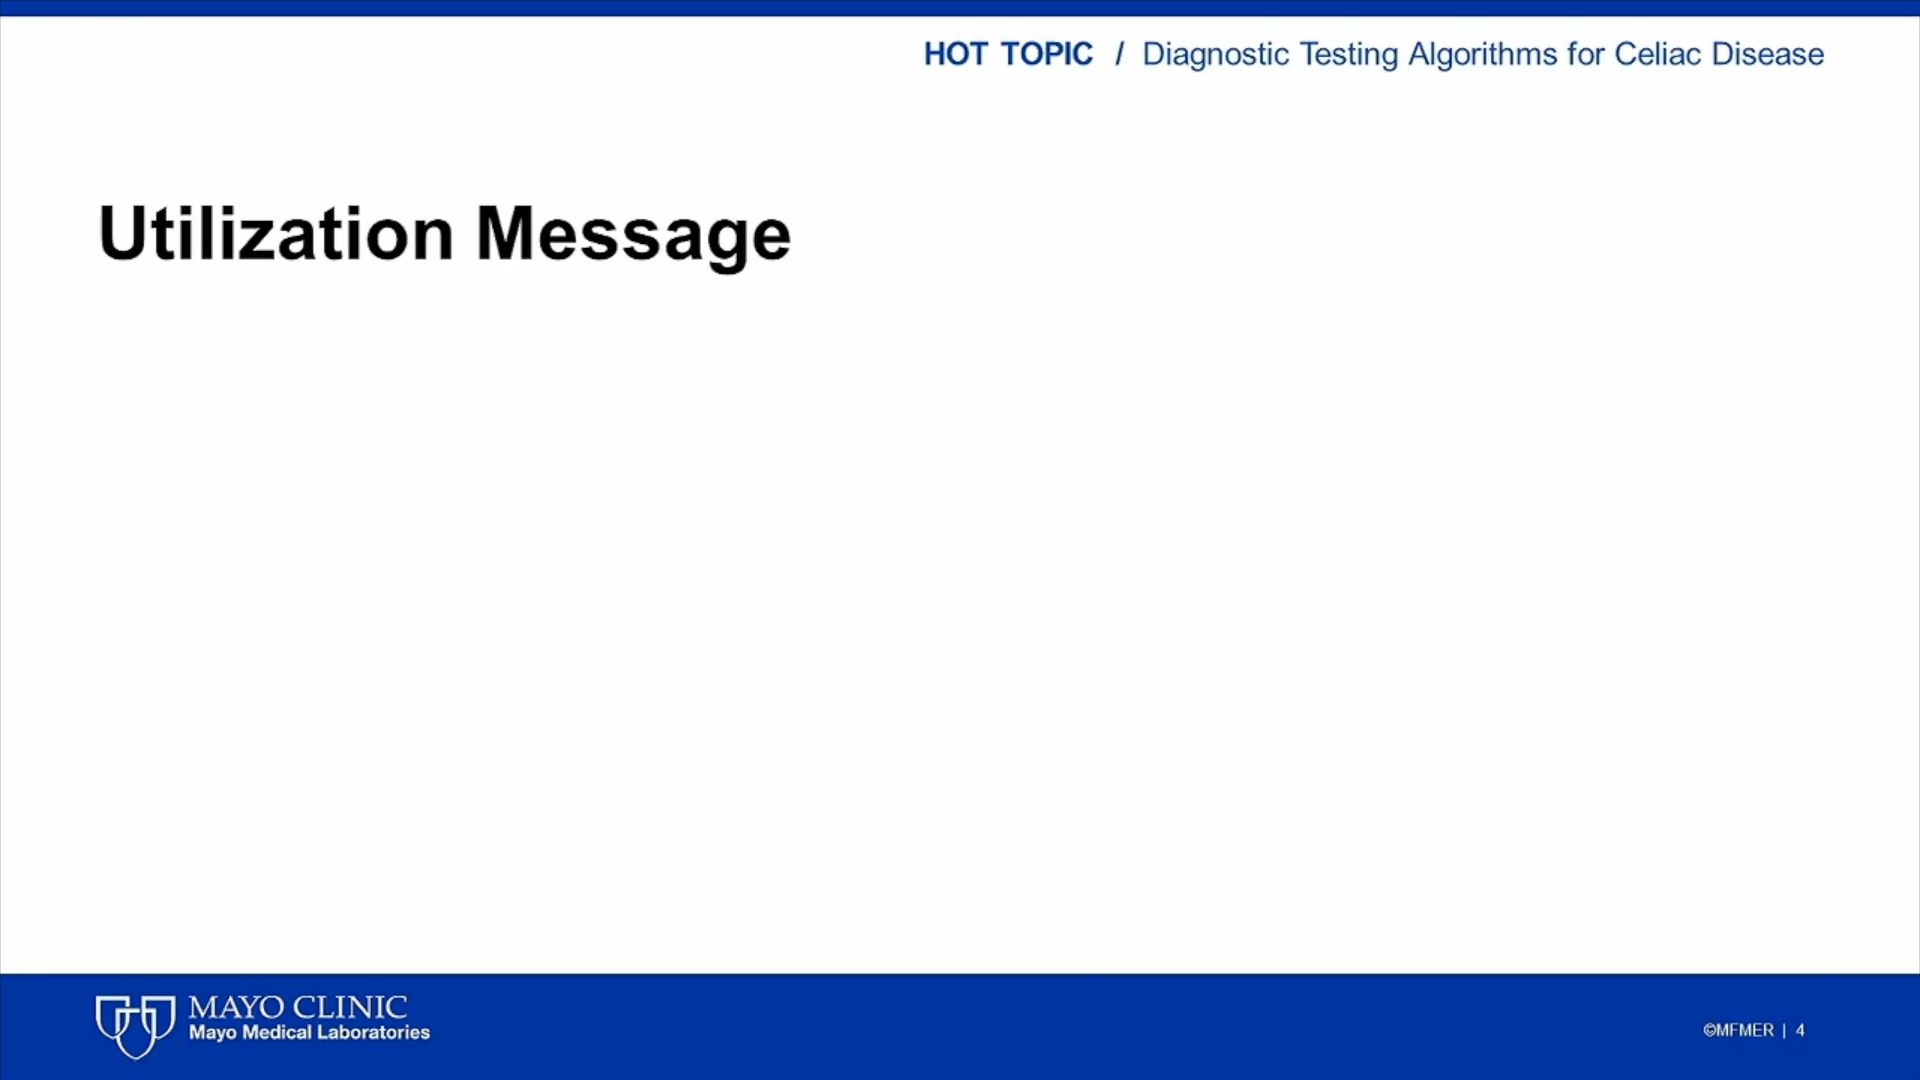 HOT TOPIC / Diagnostic Testing Algorithms for Celiac Disease
Utilization Message
MAYO CLINIC
Mayo Medical Laboratories
©MFMER | 4